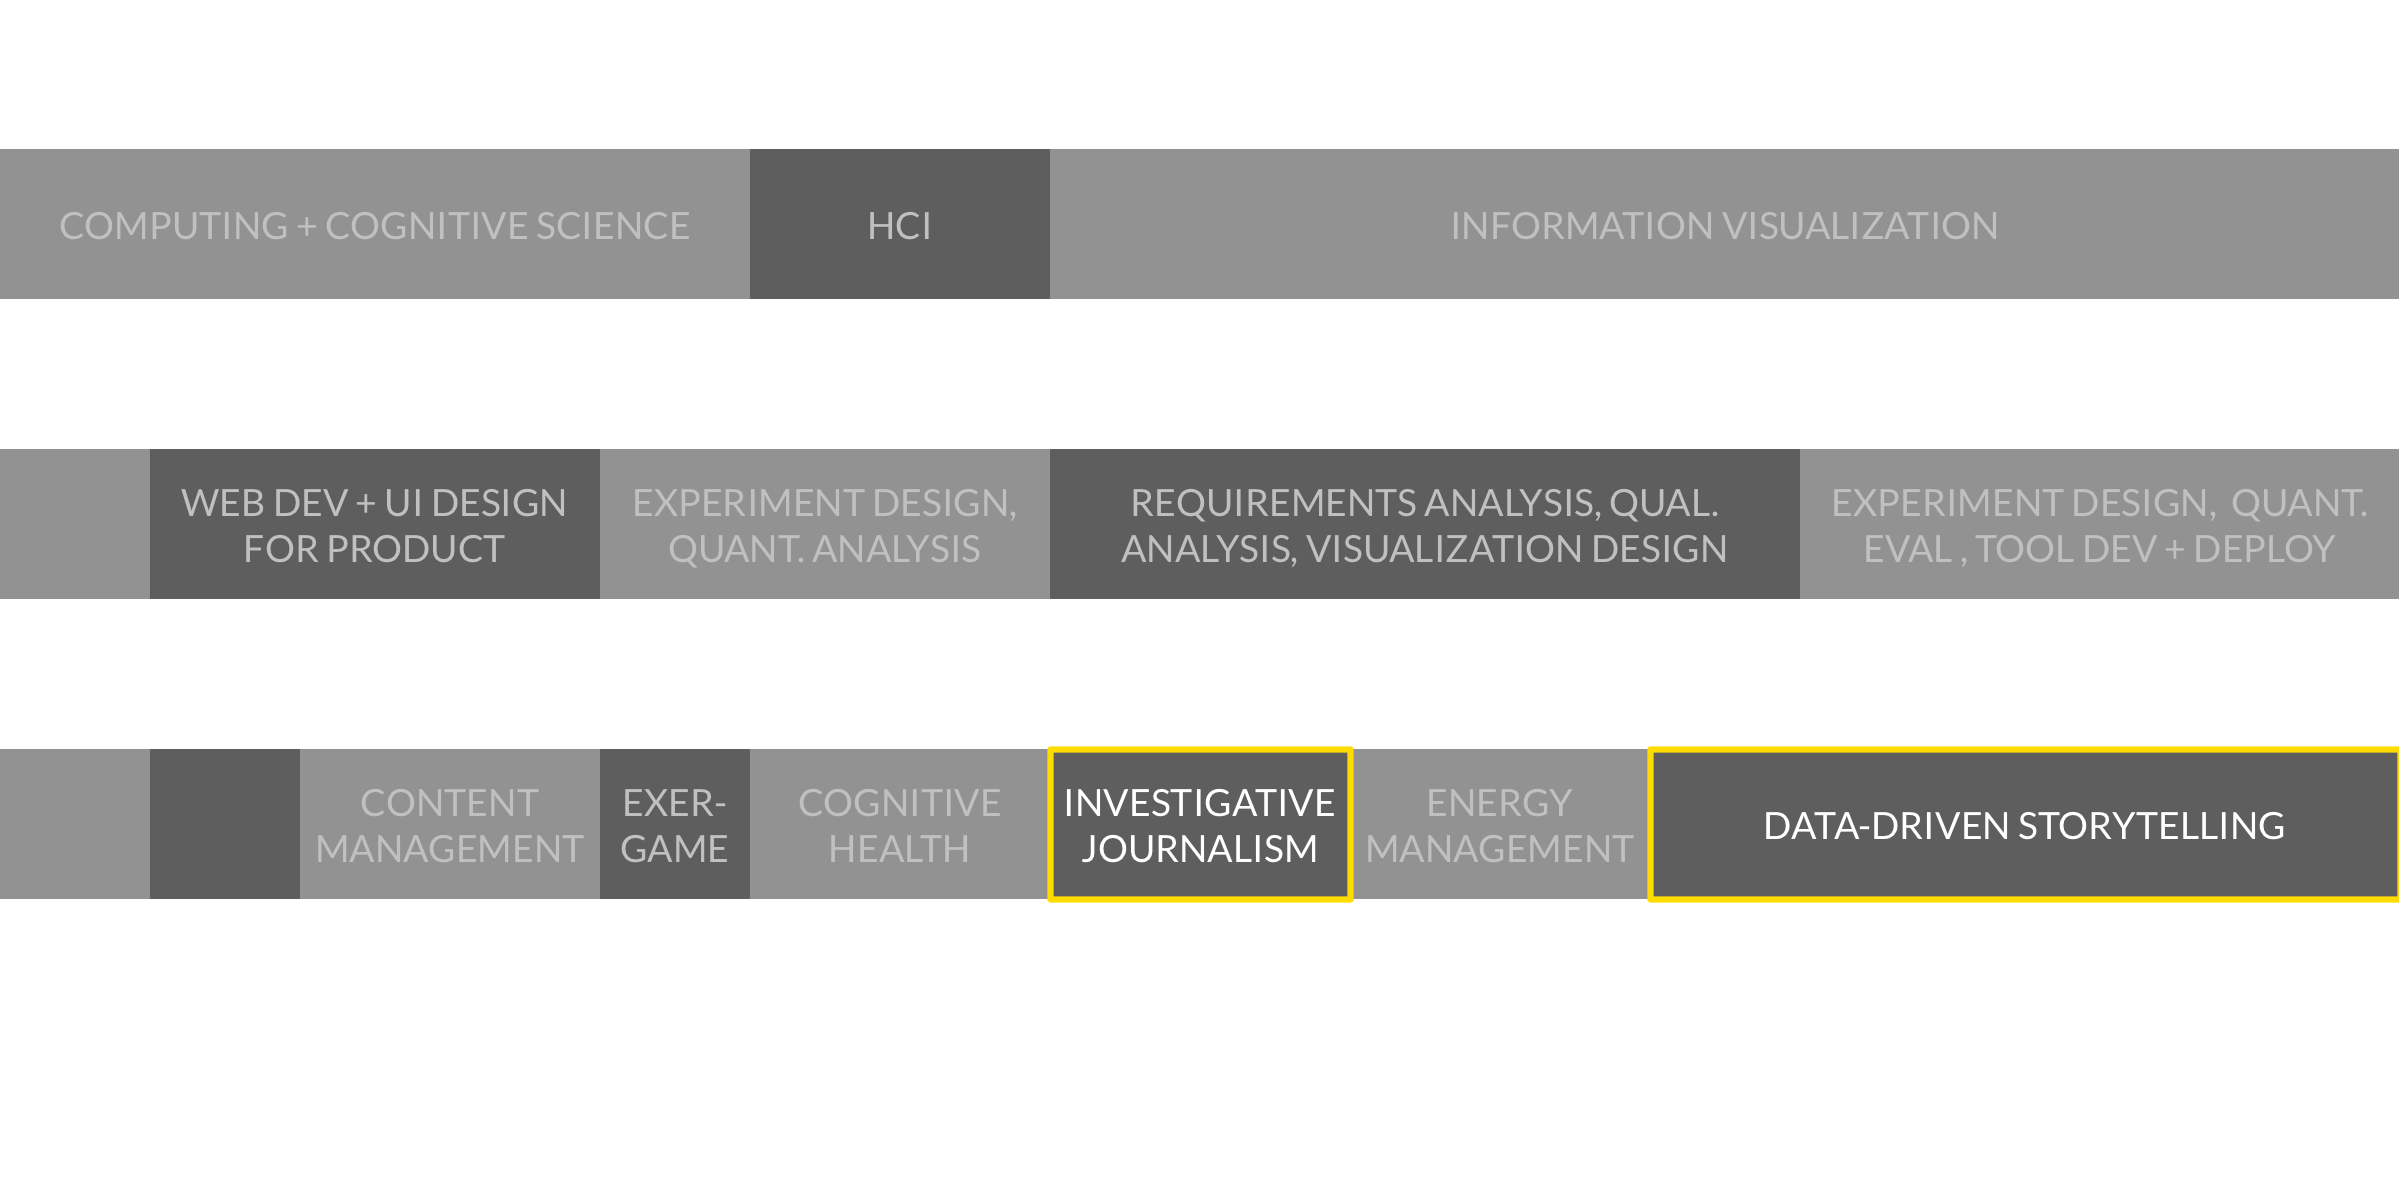 COMPUTING + COGNITIVE SCIENCE
HCI
INFORMATION VISUALIZATION
WEB DEV + UI DESIGN
FOR PRODUCT
EXPERIMENT DESIGN,
QUANT. ANALYSIS
REQUIREMENTS ANALYSIS, QUAL.
ANALYSIS, VISUALIZATION DESIGN
EXPERIMENT DESIGN, QUANT.
EVAL , TOOL DEV + DEPLOY
CONTENT
MANAGEMENT
EXER-
GAME
COGNITIVE
HEALTH
INVESTIGATIVE
JOURNALISM
ENERGY
MANAGEMENT
DATA-DRIVEN STORYTELLING